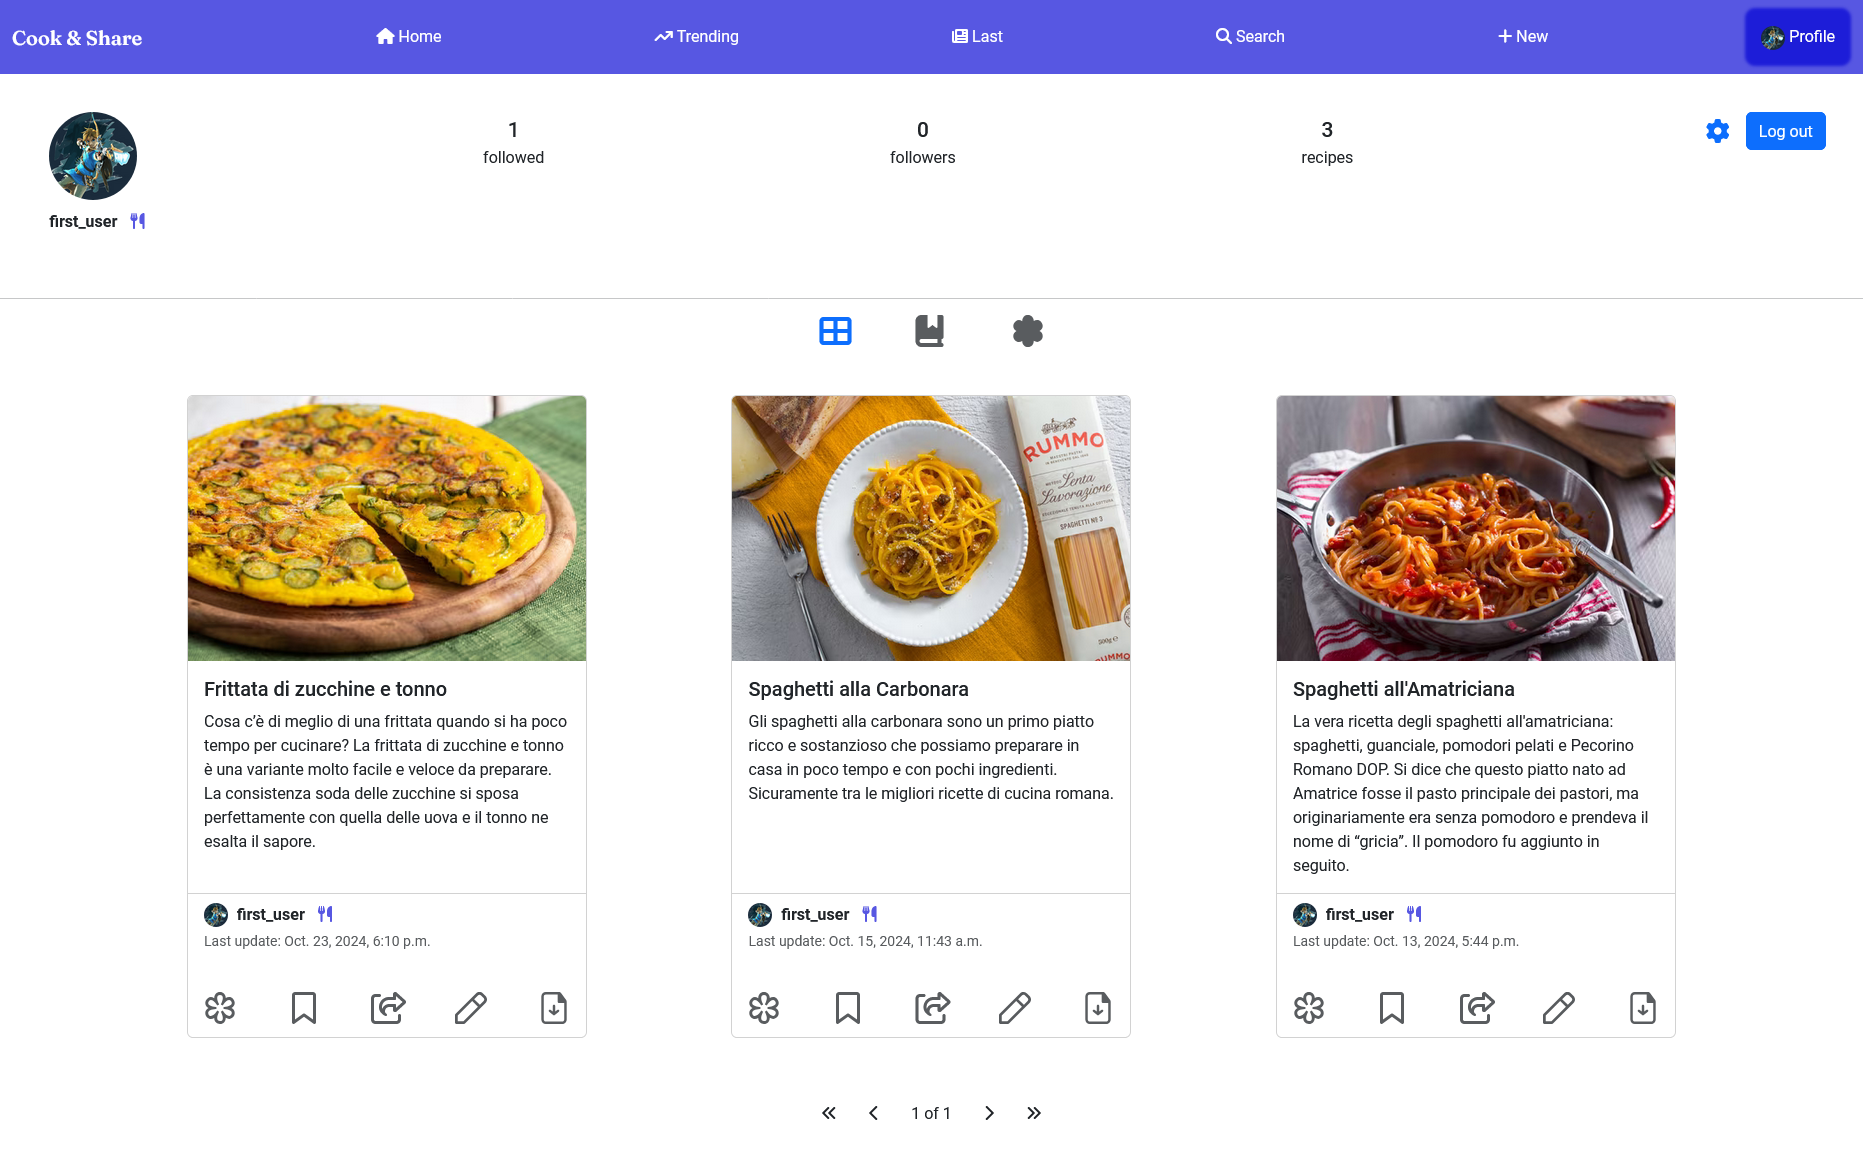 Cook & Share
Home
Trending
Last
Search
New
Profile
1
followed
0
followers
3
recipes
Log out
first_user
RUMMO
Lenta
Lavorazione
SPAGHETTI Nº 3
500g e
RUMMO
Frittata di zucchine e tonno
Cosa c’è di meglio di una frittata quando si ha poco
tempo per cucinare? La frittata di zucchine e tonno
è una variante molto facile e veloce da preparare.
La consistenza soda delle zucchine si sposa
perfettamente con quella delle uova e il tonno ne
esalta il sapore.
first_user
Last update: Oct. 23, 2024, 6:10 p.m.
Spaghetti alla Carbonara
Gli spaghetti alla carbonara sono un primo piatto
ricco e sostanzioso che possiamo preparare in
casa in poco tempo e con pochi ingredienti.
Sicuramente tra le migliori ricette di cucina romana.
first_user
Last update: Oct. 15, 2024, 11:43 a.m.
Spaghetti all'Amatriciana
La vera ricetta degli spaghetti all'amatriciana:
spaghetti, guanciale, pomodori pelati e Pecorino
Romano DOP. Si dice che questo piatto nato ad
Amatrice fosse il pasto principale dei pastori, ma
originariamente era senza pomodoro e prendeva il
nome di “gricia”. Il pomodoro fu aggiunto in
seguito.
first_user
Last update: Oct. 13, 2024, 5:44 p.m.
1 of 1